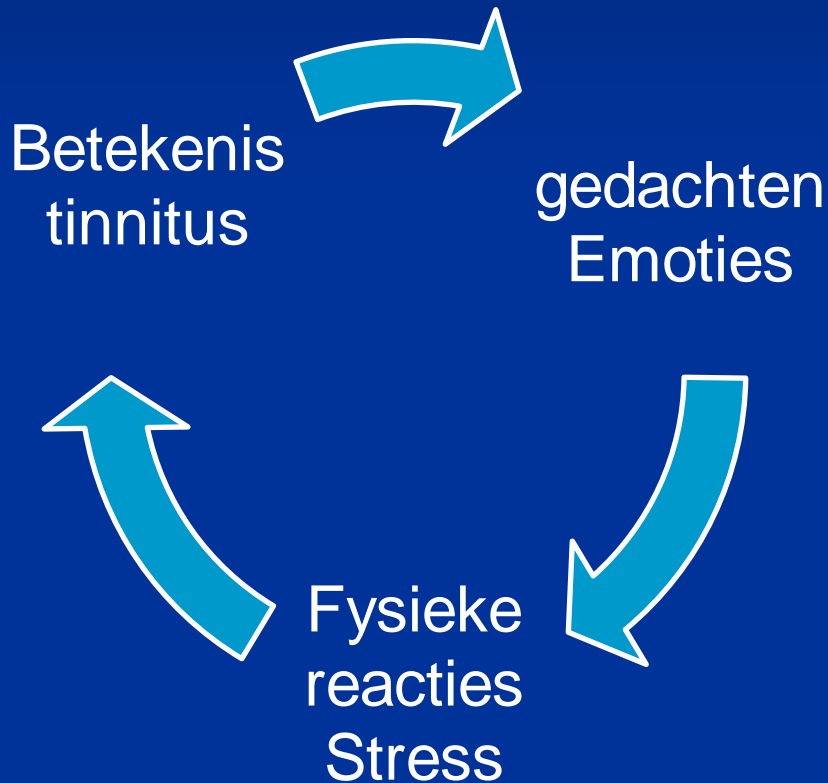 Betekenis
tinnitus
gedachten
Emoties
Fysieke
reacties
Stress